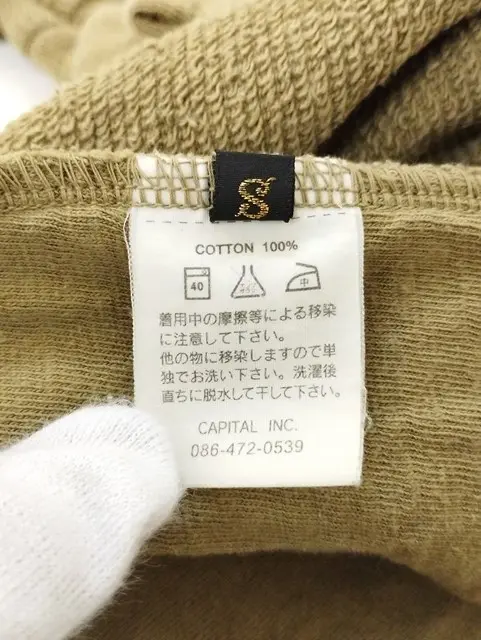 S
COTTON 100%
40
中
着用中の摩擦等による移染
に注意して下さい。
他の物に移染しますので単
独でお洗い下さい。洗濯後
直ちに脱水して干して下さい。
CAPITAL INC.
086-472-0539